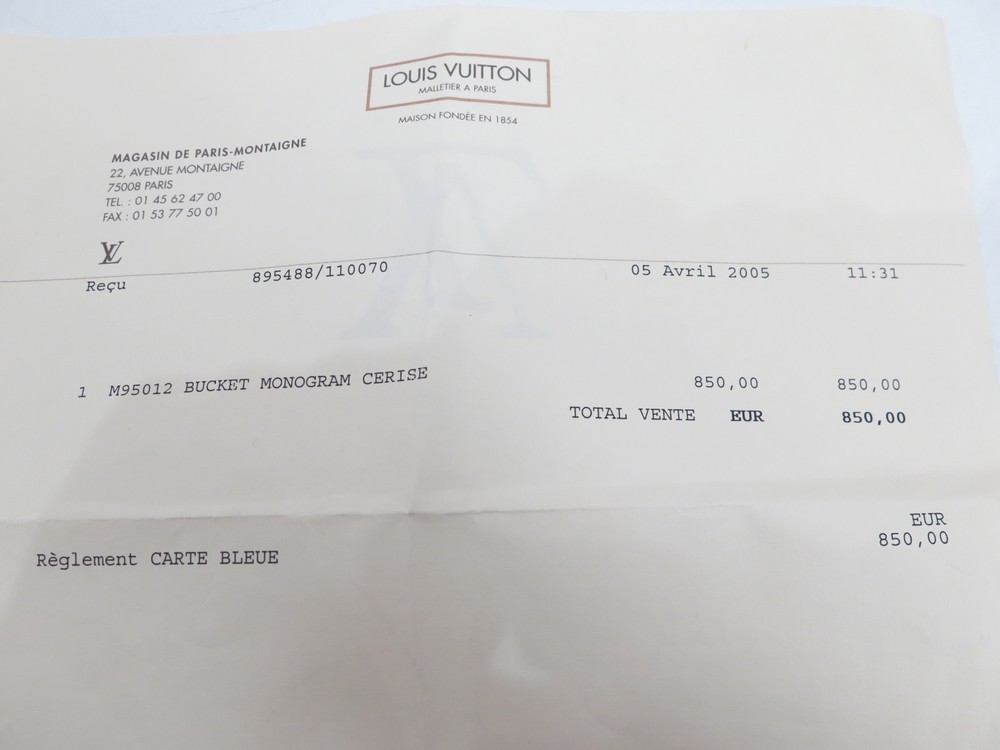 LOUIS VUITTON
MALLETIER A PARIS
MAISON FONDÉE EN 1854
MAGASIN DE PARIS-MONTAIGNE
22, AVENUE MONTAIGNE
75008 PARIS
TEL. : 01 45 62 47 00
FAX : 01 53 77 50 01
LV
Reçu 895488/110070 05 Avril 2005 11:31
1 M95012 BUCKET MONOGRAM CERISE 850,00 850,00
TOTAL VENTE EUR 850,00
EUR
Règlement CARTE BLEUE 850,00